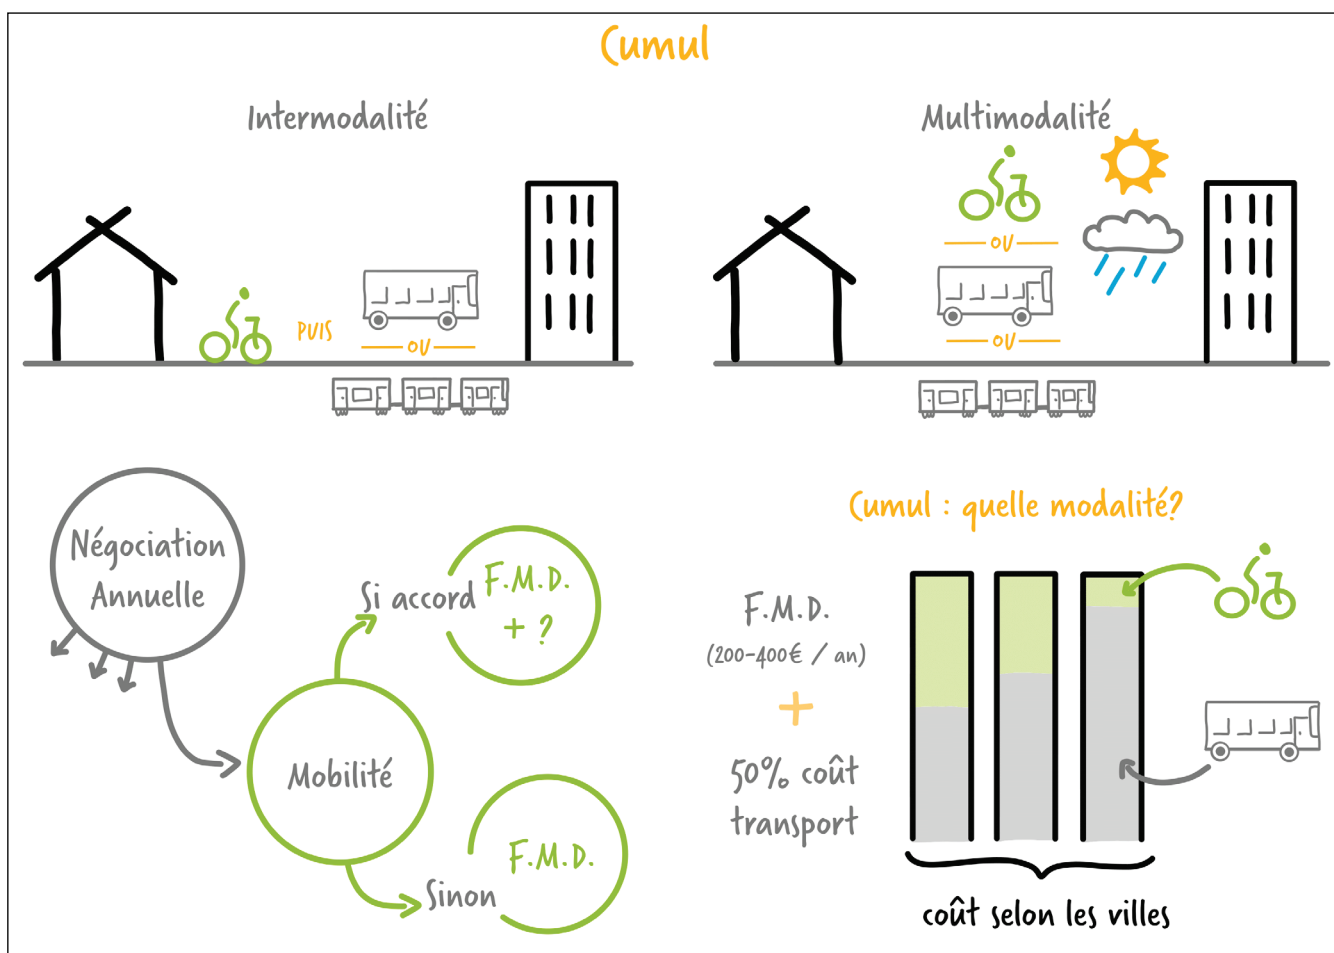 Cumul
Intermodalité
PUIS
OU
Multimodalité
OU
OU
Négociation
Annuelle
Si accord
F.M.D.
+ ?
Mobilité
Sinon
F.M.D.
Cumul : quelle modalité?
F.M.D.
(200-400€ / an)
+
50% coût
transport
coût selon les villes